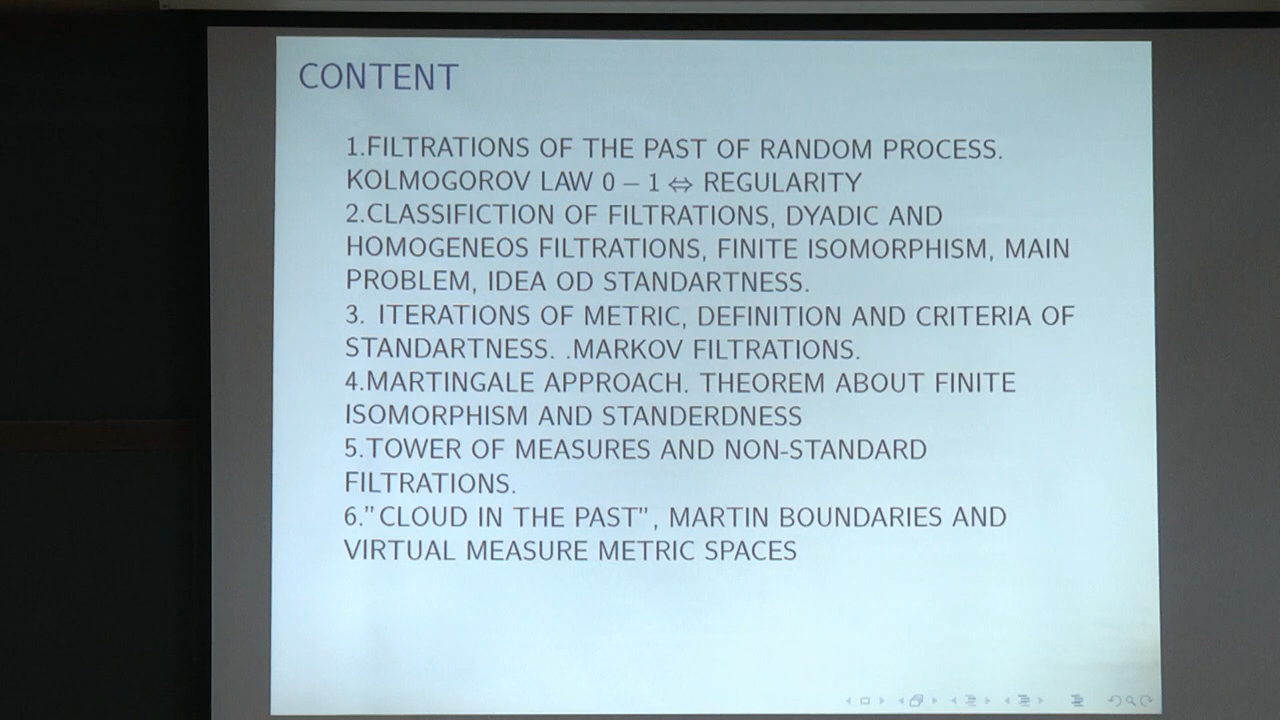 CONTENT
1.FILTRATIONS OF THE PAST OF RANDOM PROCESS.
KOLMOGOROV LAW 0 – 1 ⇔ REGULARITY
2.CLASSIFICTION OF FILTRATIONS, DYADIC AND
HOMOGENEOS FILTRATIONS, FINITE ISOMORPHISM, MAIN
PROBLEM, IDEA OD STANDARTNESS.
3. ITERATIONS OF METRIC, DEFINITION AND CRITERIA OF
STANDARTNESS. .MARKOV FILTRATIONS.
4.MARTINGALE APPROACH. THEOREM ABOUT FINITE
ISOMORPHISM AND STANDERDNESS
5.TOWER OF MEASURES AND NON-STANDARD
FILTRATIONS.
6."CLOUD IN THE PAST", MARTIN BOUNDARIES AND
VIRTUAL MEASURE METRIC SPACES